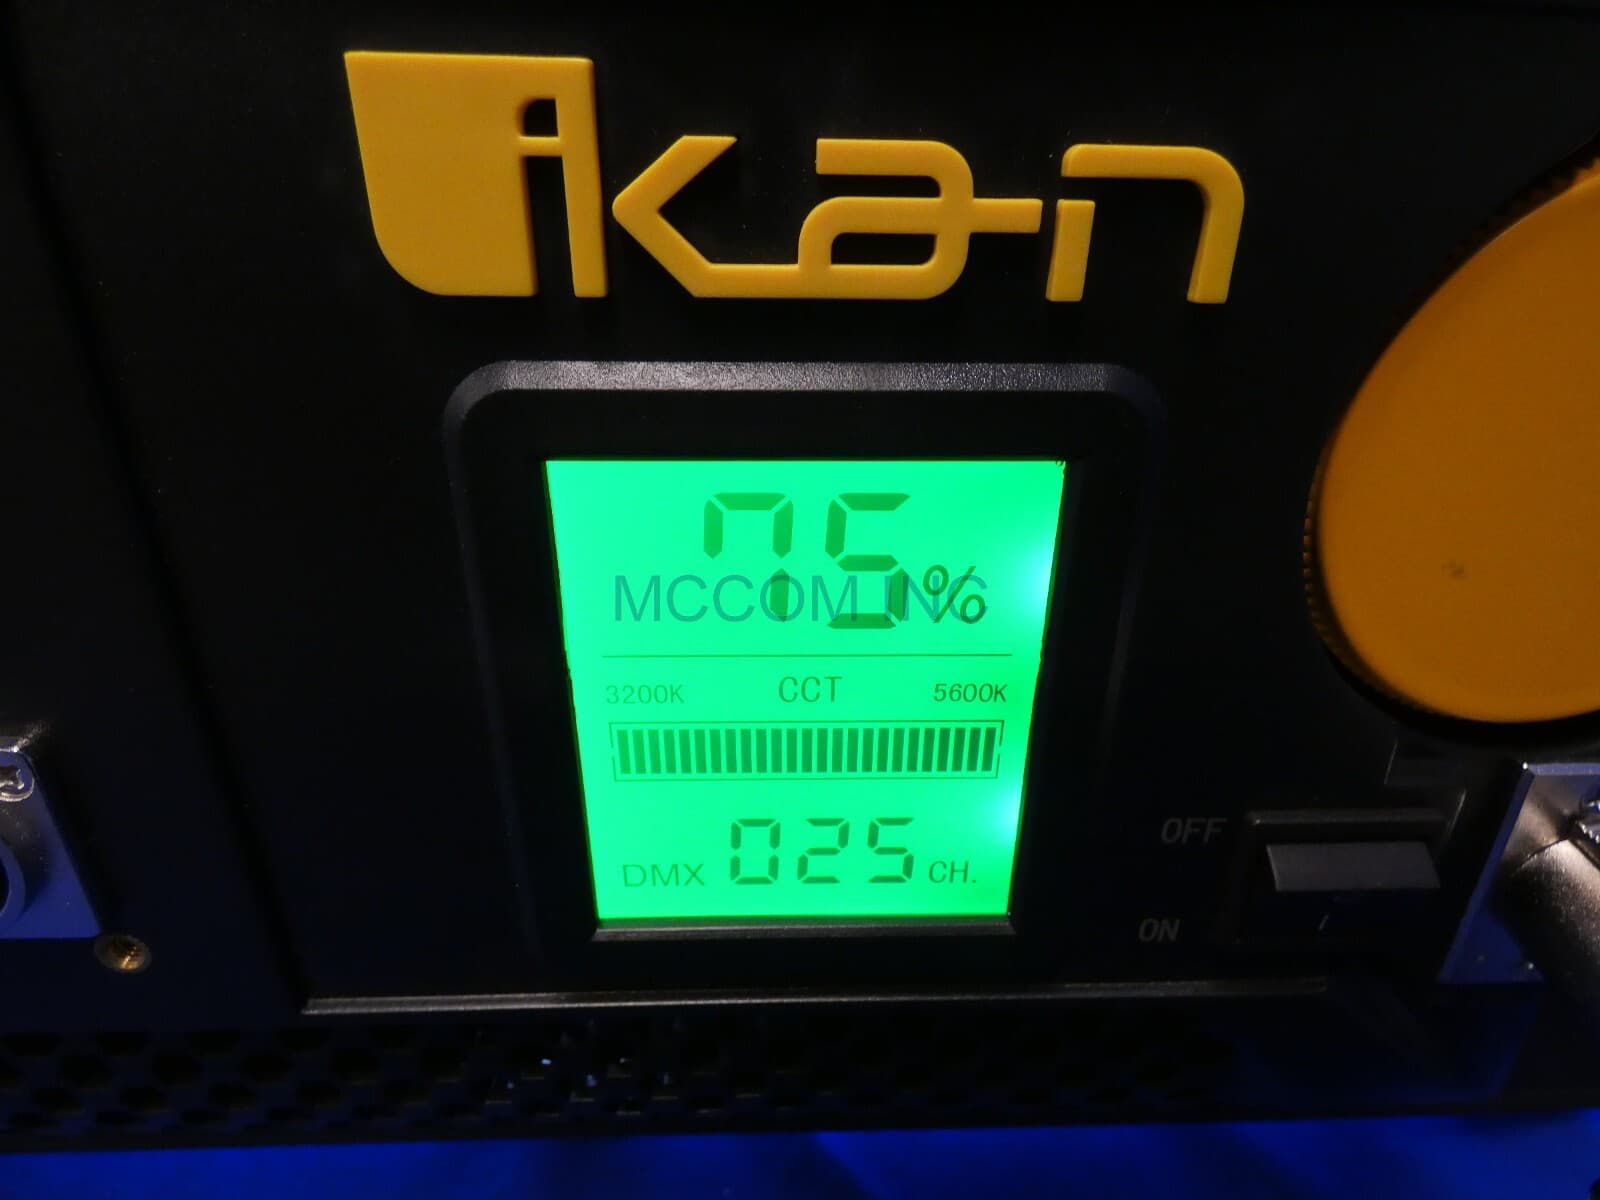 ikan
75%
MCCOM INC
3200K CCT 5600K
DMX 025 CH.
OFF
ON